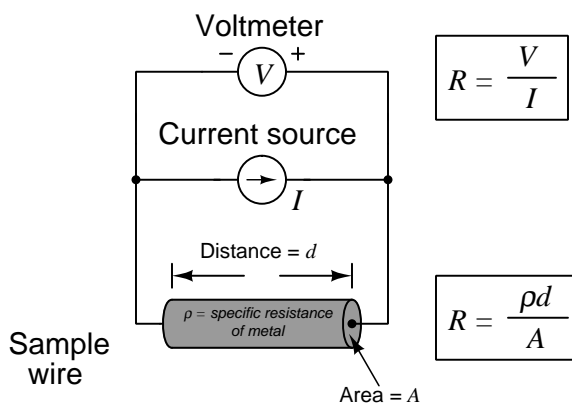 Voltmeter
− +
V
R = V / I
Current source
I
Distance = d
ρ = specific resistance
of metal
R = ρd / A
Sample
wire
Area = A